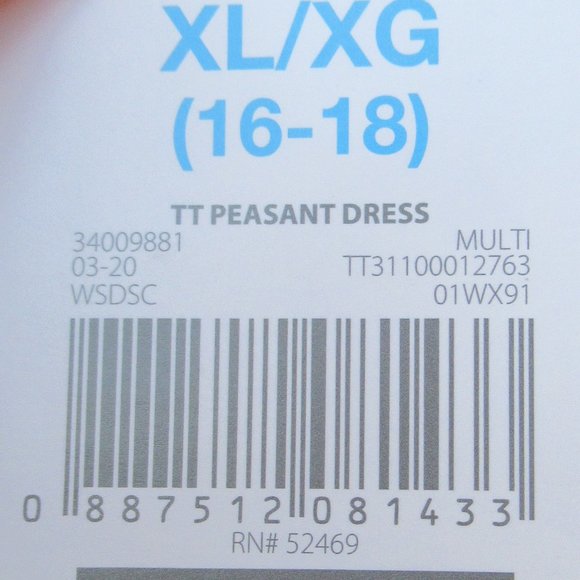 XL/XG
(16-18)
TT PEASANT DRESS
34009881 MULTI
03-20 TT31100012763
WSDSC 01WX91
0 887512 081433
RN# 52469